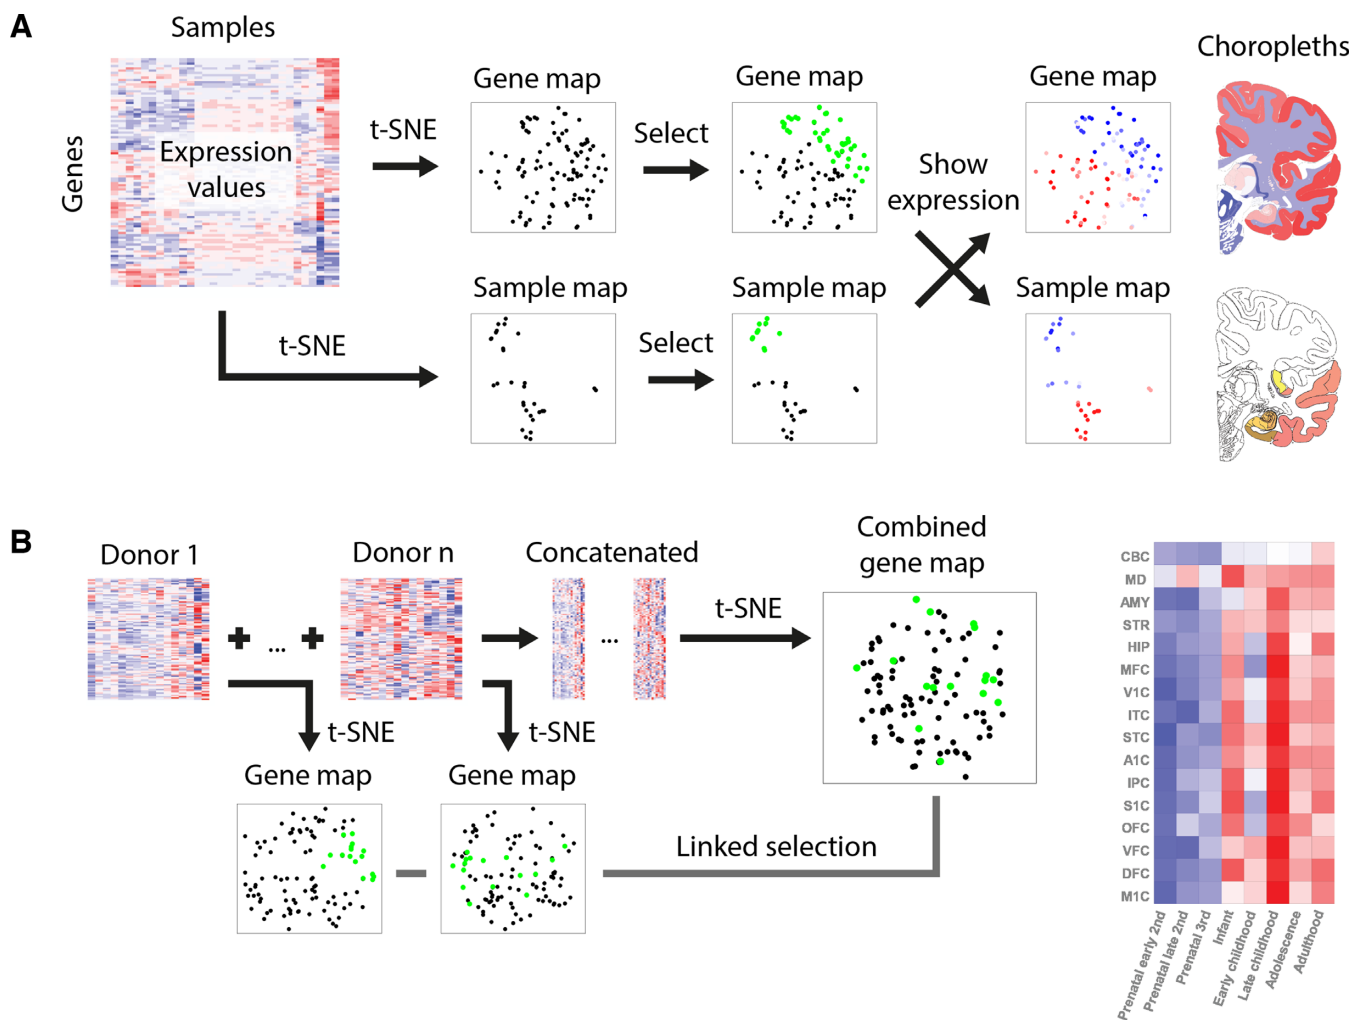 A
Samples
Genes
Expression
values
t-SNE
Gene map
Select
Gene map
Show
expression
Gene map
Choropleths
t-SNE
Sample map
Select
Sample map
Sample map
B
Donor 1
...
Donor n
Concatenated
...
t-SNE
Combined
gene map
t-SNE
t-SNE
Gene map
Gene map
Linked selection
CBC
MD
AMY
STR
HIP
MFC
V1C
ITC
STC
A1C
IPC
S1C
OFC
VFC
DFC
M1C
Prenatal early 2nd
Prenatal late 2nd
Prenatal 3rd
Infant
Early childhood
Late childhood
Adolescence
Adulthood